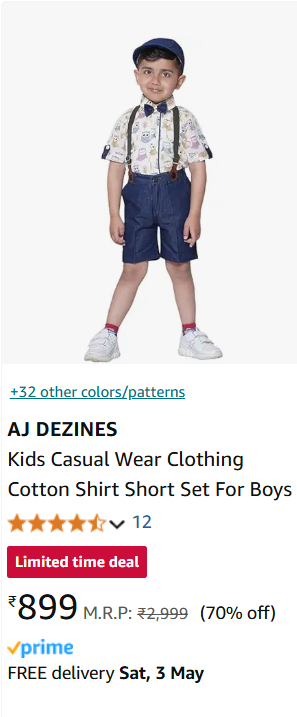 +32 other colors/patterns
AJ DEZINES
Kids Casual Wear Clothing
Cotton Shirt Short Set For Boys
12
Limited time deal
₹899 M.R.P: ₹2,999 (70% off)
prime
FREE delivery Sat, 3 May